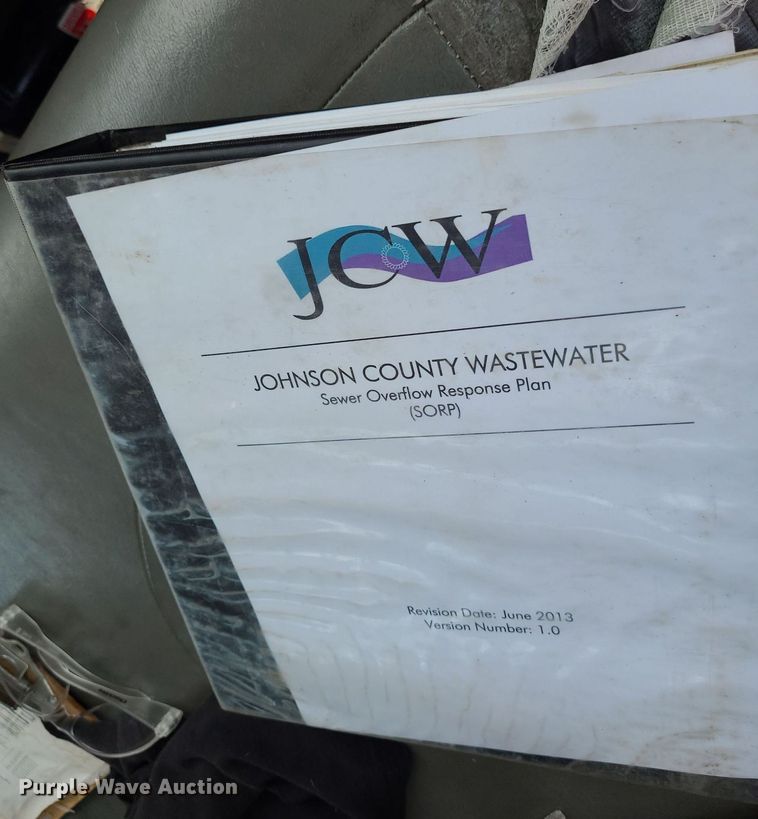 JCW
JOHNSON COUNTY WASTEWATER
Sewer Overflow Response Plan
(SORP)
Revision Date: June 2013
Version Number: 1.0
Purple Wave Auction